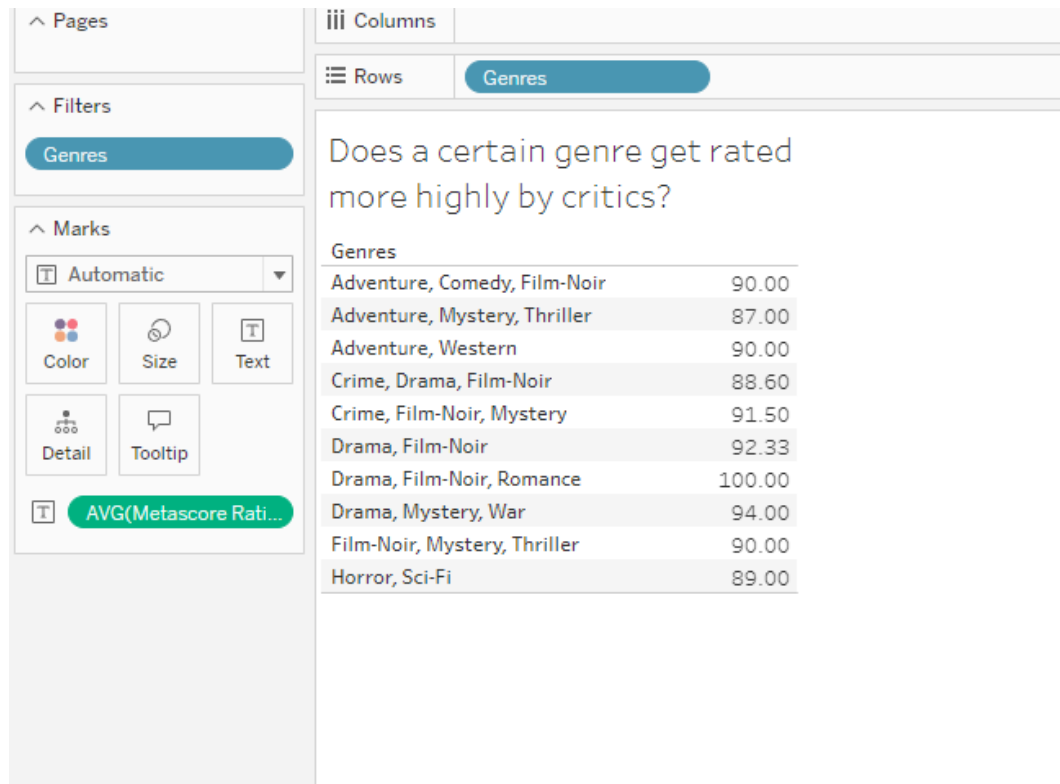 Pages
Columns
Rows
Genres
Filters
Genres
Does a certain genre get rated
more highly by critics?
Marks
Automatic
Color Size Text
Detail Tooltip
AVG(Metascore Rati...
Genres
Adventure, Comedy, Film-Noir 90.00
Adventure, Mystery, Thriller 87.00
Adventure, Western 90.00
Crime, Drama, Film-Noir 88.60
Crime, Film-Noir, Mystery 91.50
Drama, Film-Noir 92.33
Drama, Film-Noir, Romance 100.00
Drama, Mystery, War 94.00
Film-Noir, Mystery, Thriller 90.00
Horror, Sci-Fi 89.00